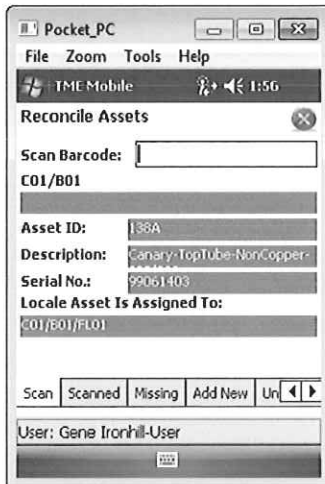 Pocket_PC
File Zoom Tools Help
TME Mobile 1:56
Reconcile Assets
Scan Barcode:
C01/B01
Asset ID: 138A
Description: Canary-TopTube-NonCopper-
Serial No.: 99061403
Locale Asset Is Assigned To:
C01/B01/FL01
Scan Scanned Missing Add New Un
User: Gene Ironhill-User